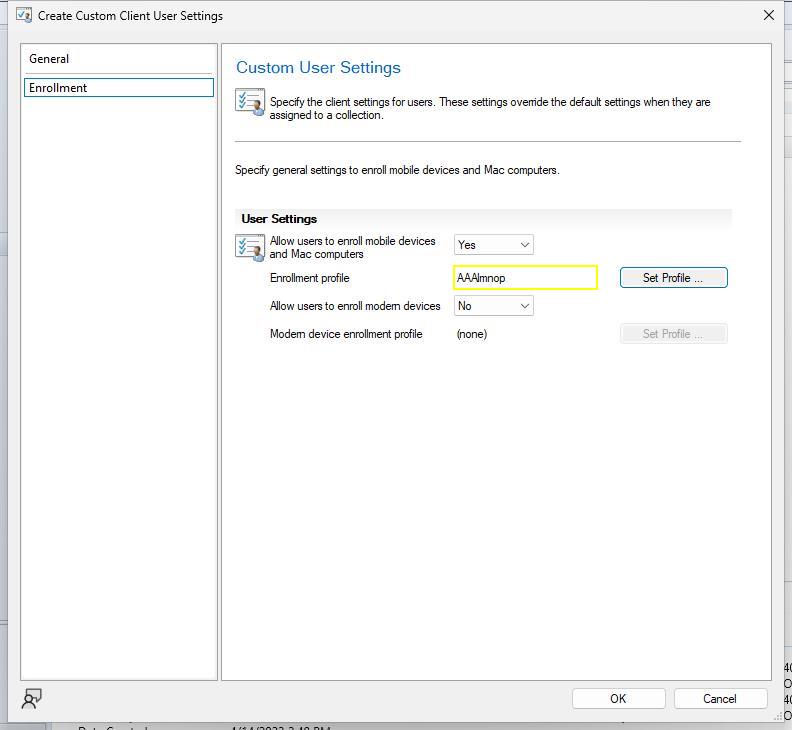 Create Custom Client User Settings
General
Enrollment
Custom User Settings
Specify the client settings for users. These settings override the default settings when they are
assigned to a collection.
Specify general settings to enroll mobile devices and Mac computers.
User Settings
Allow users to enroll mobile devices
and Mac computers
Yes
Enrollment profile
AAAlmnop
Set Profile ...
Allow users to enroll modern devices
No
Modern device enrollment profile
(none)
Set Profile ...
OK
Cancel